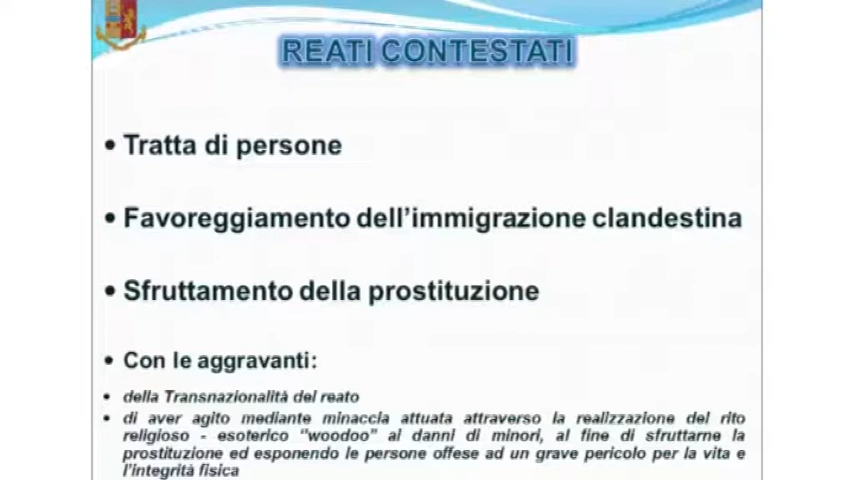 REATI CONTESTATI
• Tratta di persone
• Favoreggiamento dell'immigrazione clandestina
• Sfruttamento della prostituzione
• Con le aggravanti:
• della Transnazionalità del reato
• di aver agito mediante minaccia attuata attraverso la realizzazione del rito
religioso - esoterico "woodoo" ai danni di minori, al fine di sfruttarne la
prostituzione ed esponendo le persone offese ad un grave pericolo per la vita e
l'integrità fisica